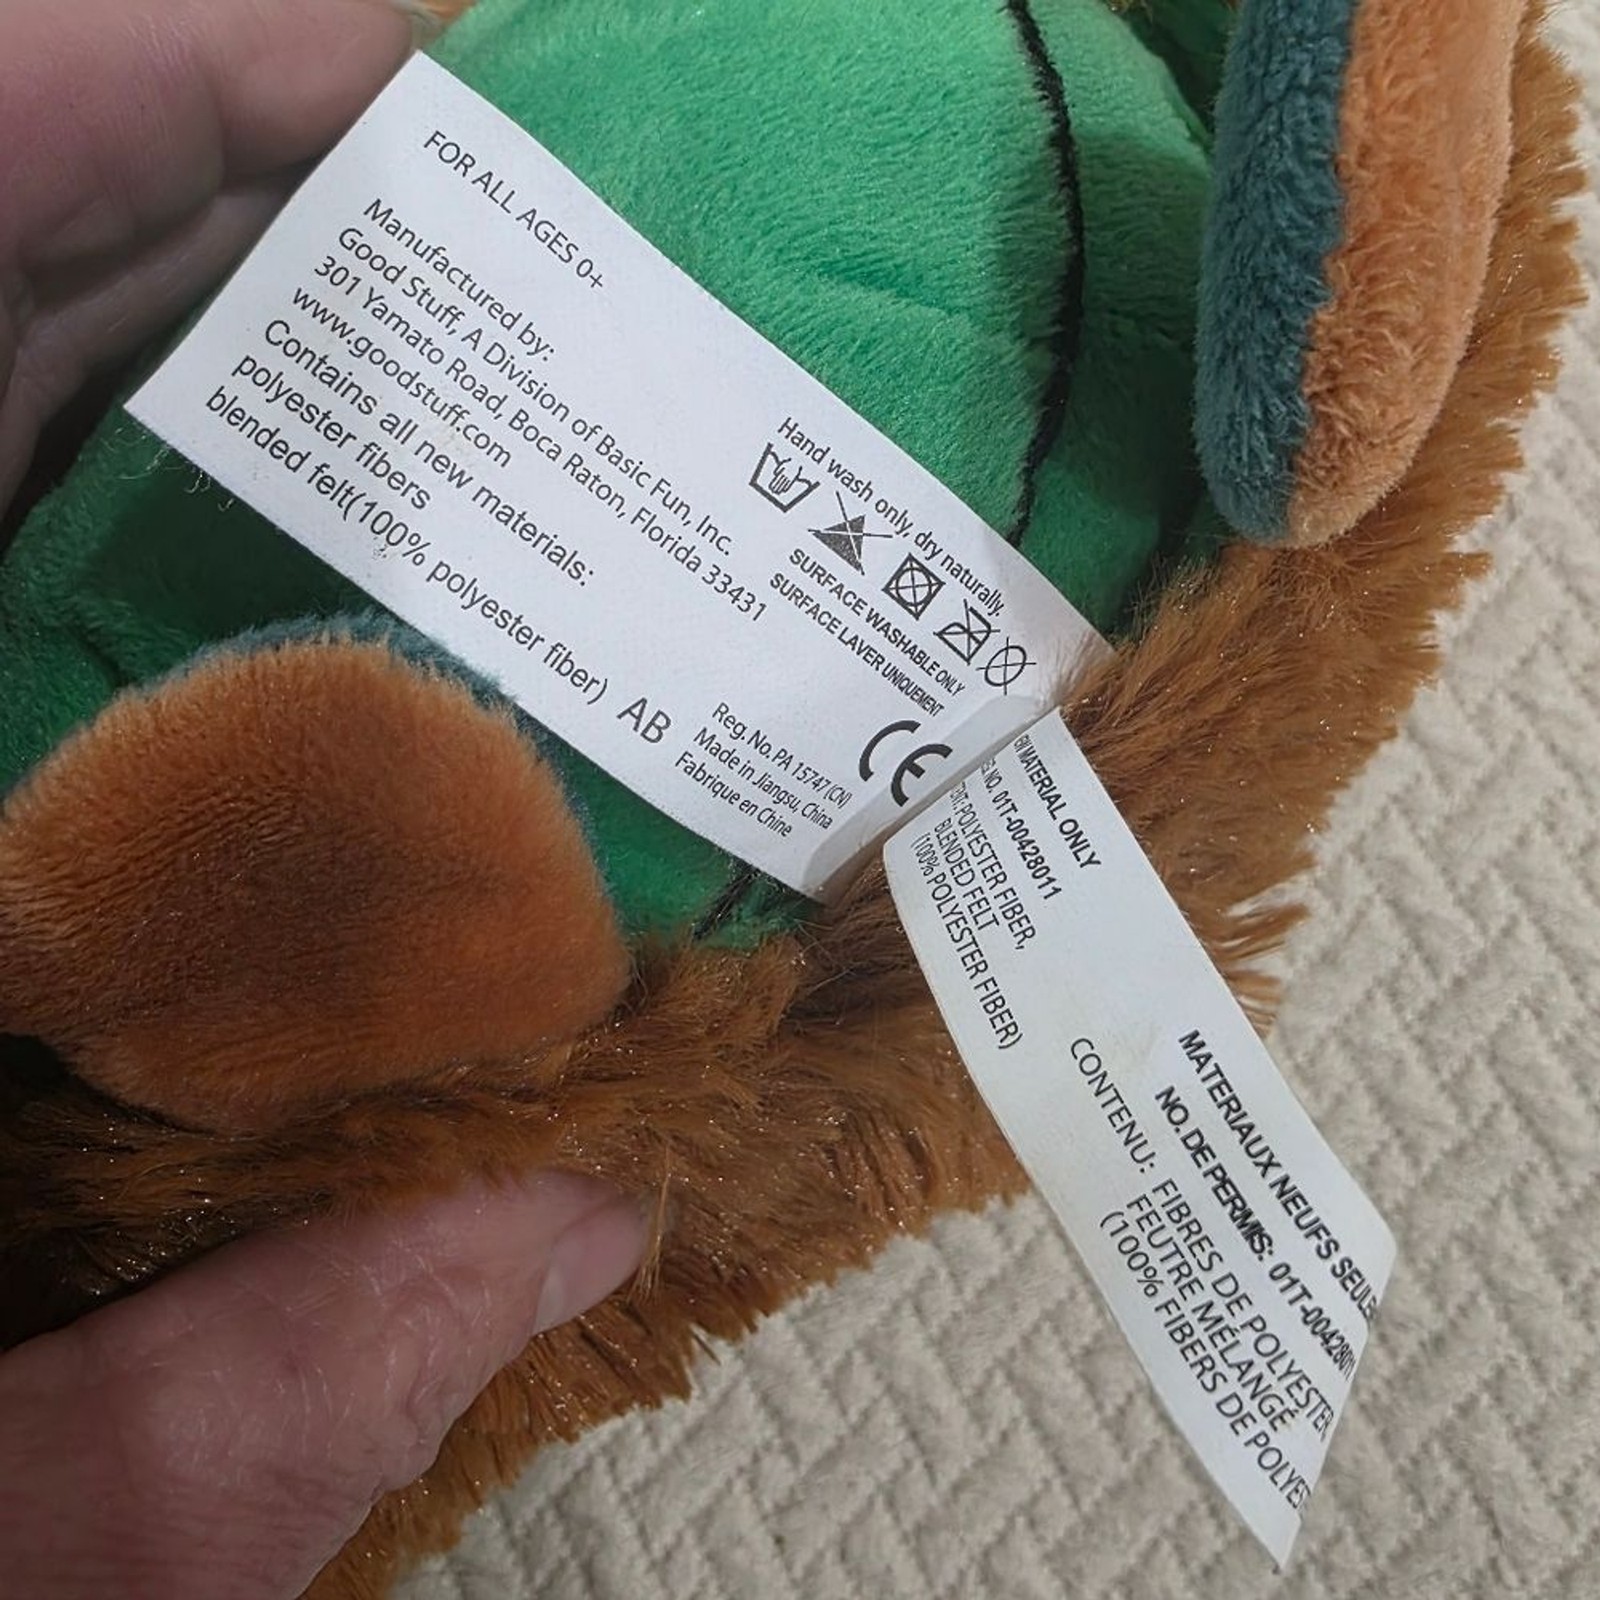 FOR ALL AGES 0+
Manufactured by:
Good Stuff, A Division of Basic Fun, Inc.
301 Yamato Road, Boca Raton, Florida 33431
www.goodstuff.com
Contains all new materials:
polyester fibers
blended felt(100% polyester fiber) AB
Hand wash only, dry naturally.
SURFACE WASHABLE ONLY
SURFACE LAVER UNIQUEMENT
CE
Reg. No. PA 15747 (CN)
Made in Jiangsu, China
Fabrique en Chine
MATERIAL ONLY
NO. 01T-00428011
POLYESTER FIBER,
BLENDED FELT
(100% POLYESTER FIBER)
MATERIAUX NEUFS
NO. DE PERMIS: 01T-00428011
CONTENU: FIBRES DE POLYESTER
FEUTRE MÉLANGÉ
(100% FIBERS DE